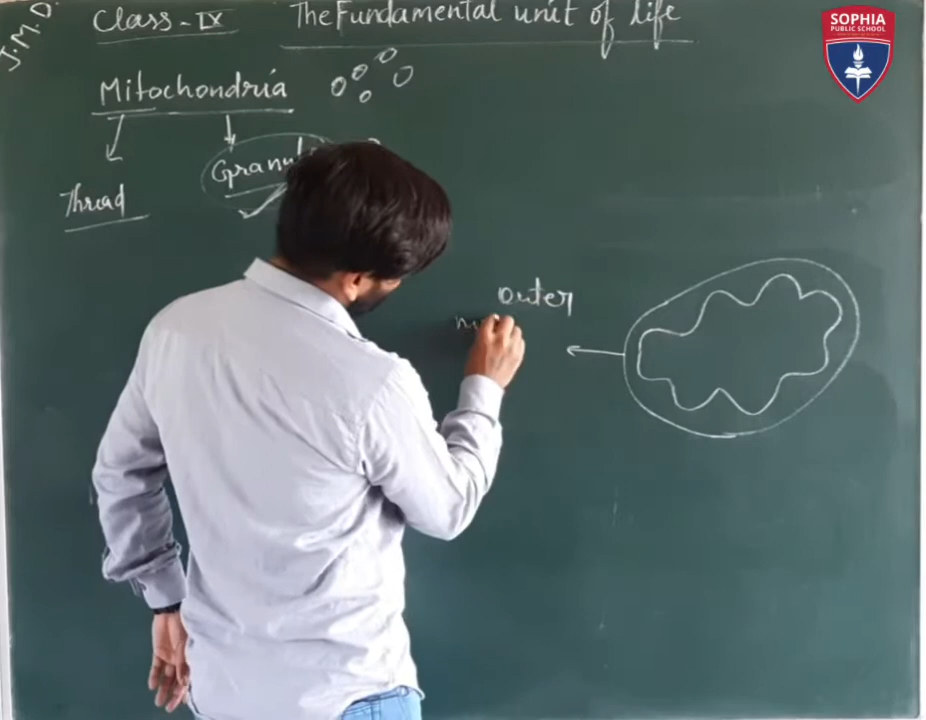 J.M.D.
Class-IX
The Fundamental unit of life
SOPHIA
PUBLIC SCHOOL
Mitochondria
Thread
Outer